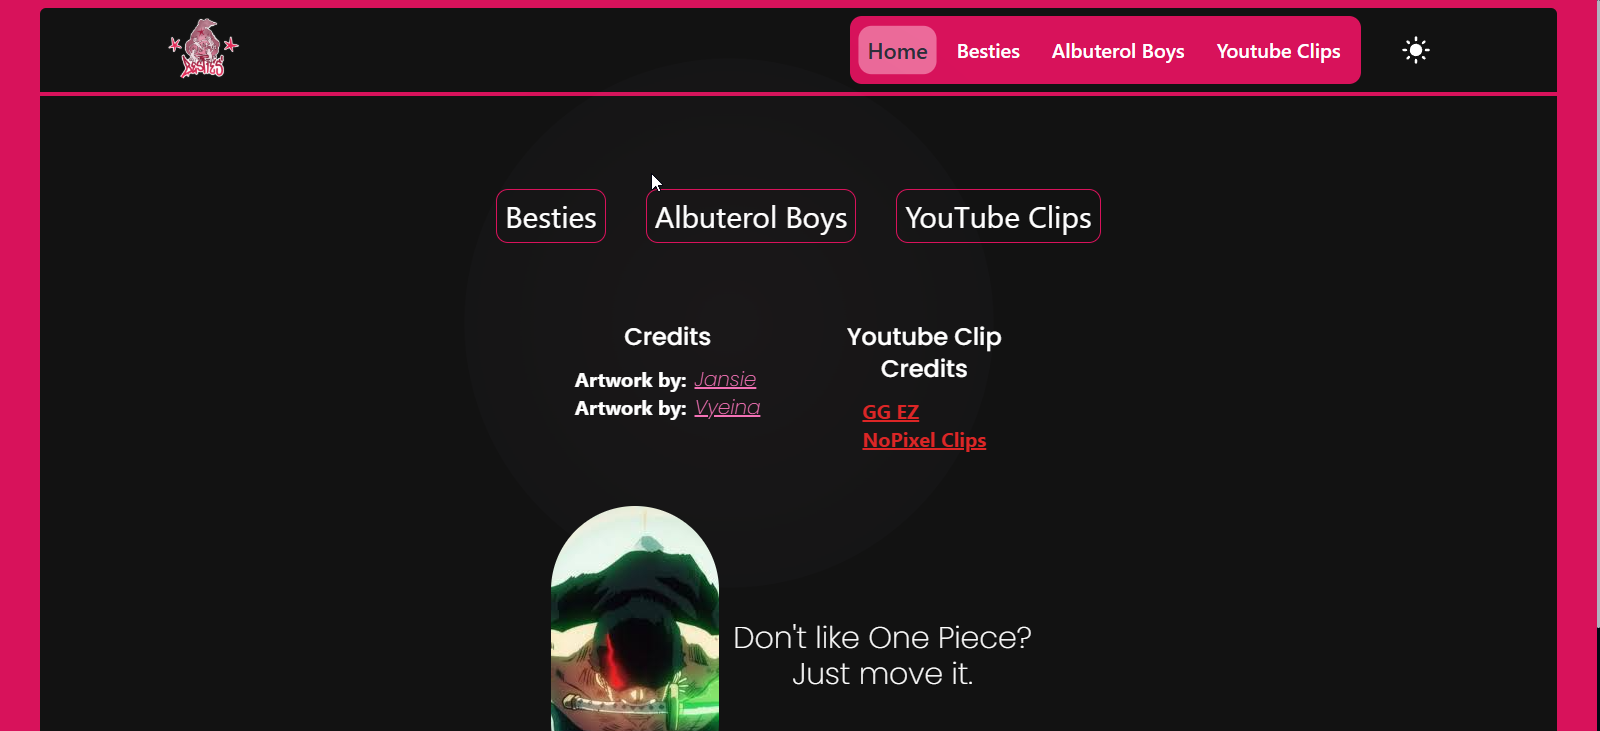 BESTIES
Home Besties Albuterol Boys Youtube Clips
Besties Albuterol Boys YouTube Clips
Credits
Artwork by: Jansie
Artwork by: Vyeina
Youtube Clip
Credits
GG EZ
NoPixel Clips
Don't like One Piece?
Just move it.